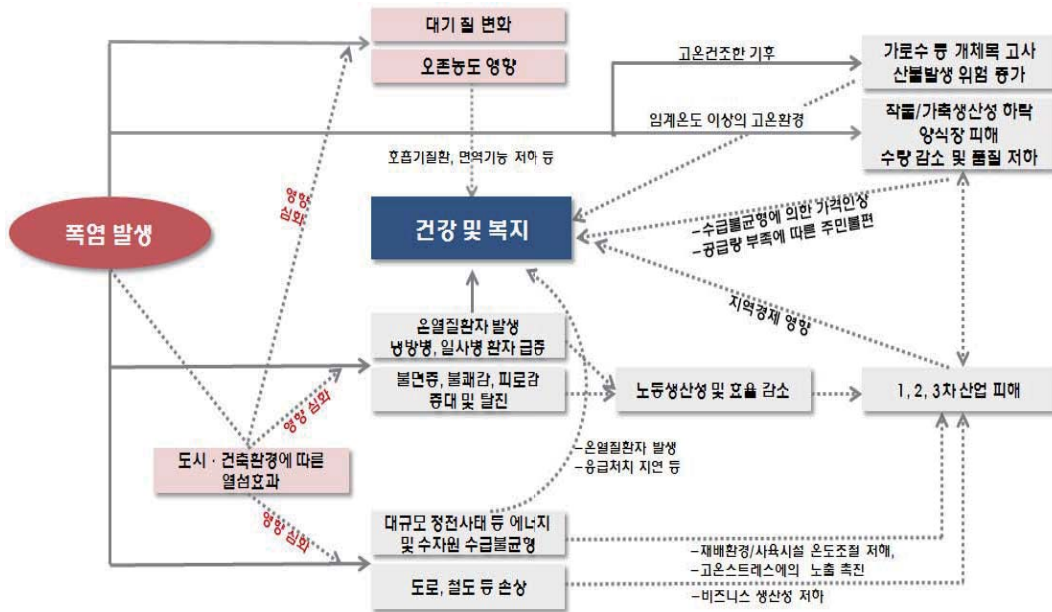 대기 질 변화
오존농도 영향
고온건조한 기후
가로수 등 개체목 고사
산불발생 위험 증가
임계온도 이상의 고온환경
작물/가축생산성 하락
양식장 피해
수량 감소 및 품질 저하
호흡기질환, 면역기능 저하 등
영향
심화
폭염 발생
건강 및 복지
–수급불균형에 의한 가격인상
–공급량 부족에 따른 주민불편
지역경제 영향
온열질환자 발생
냉방병, 일사병 환자 급증
불면증, 불쾌감, 피로감
증대 및 탈진
노동생산성 및 효율 감소
1, 2, 3차 산업 피해
영향 심화
도시 · 건축환경에 따른
열섬효과
–온열질환자 발생
–응급처치 지연 등
영향 심화
대규모 정전사태 등 에너지
및 수자원 수급불균형
도로, 철도 등 손상
–재배환경/사육시설 온도조절 저해,
–고온스트레스에의 노출 촉진
–비즈니스 생산성 저하